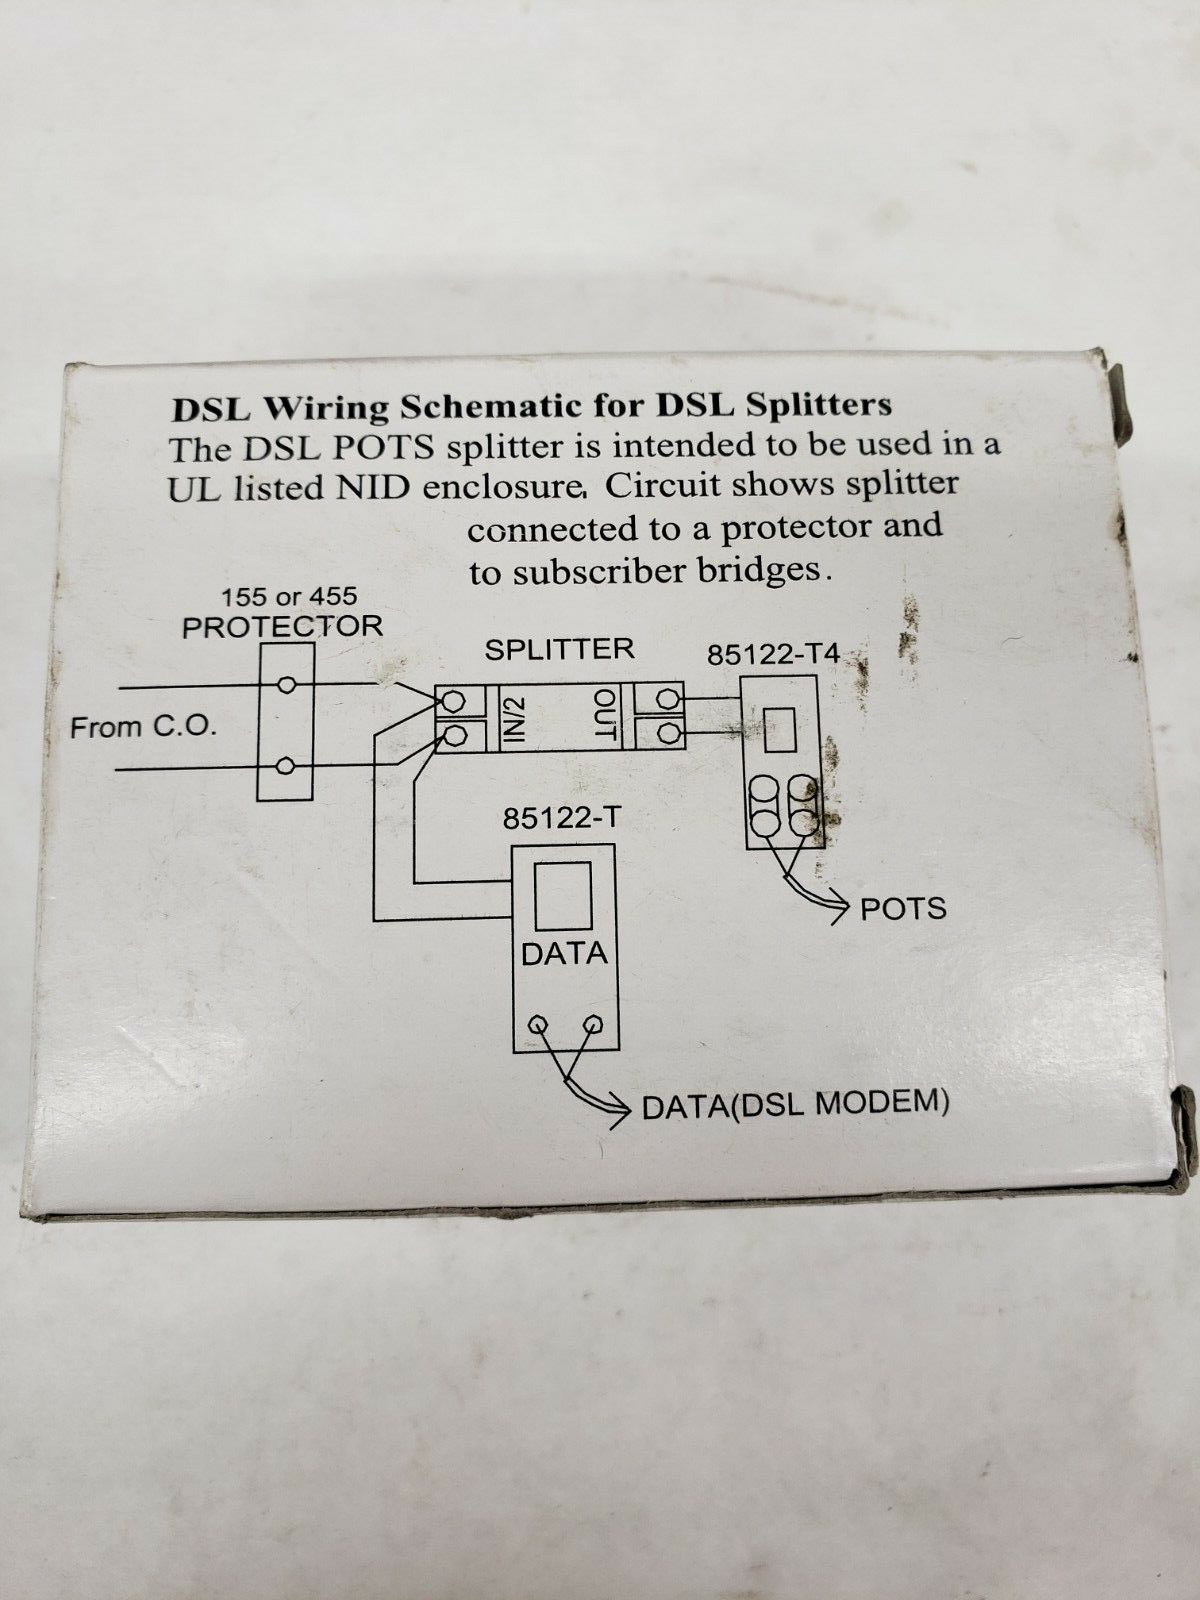 DSL Wiring Schematic for DSL Splitters
The DSL POTS splitter is intended to be used in a
UL listed NID enclosure. Circuit shows splitter
connected to a protector and
to subscriber bridges.
155 or 455
PROTECTOR
SPLITTER
85122-T4
From C.O.
IN/2
OUT
85122-T
DATA
POTS
DATA(DSL MODEM)